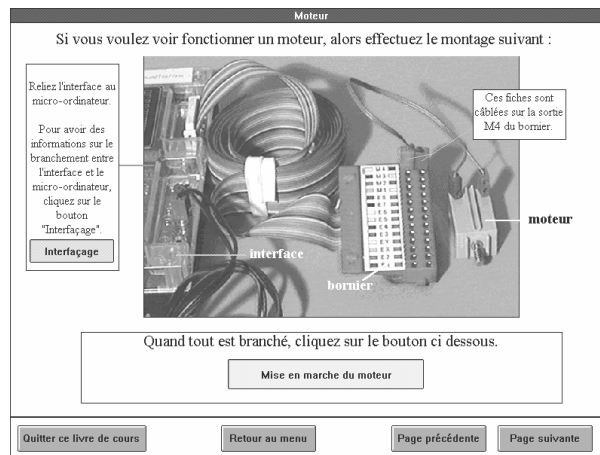 Moteur
Si vous voulez voir fonctionner un moteur, alors effectuez le montage suivant :
Reliez l'interface au
micro-ordinateur.
Pour avoir des
informations sur le
branchement entre
l'interface et le
micro-ordinateur,
cliquez sur le
bouton
"Interfaçage".
Interfaçage
Ces fiches sont
câblées sur la sortie
M4 du bornier.
moteur
interface
bornier
Quand tout est branché, cliquez sur le bouton ci dessous.
Mise en marche du moteur
Quitter ce livre de cours
Retour au menu
Page précédente
Page suivante